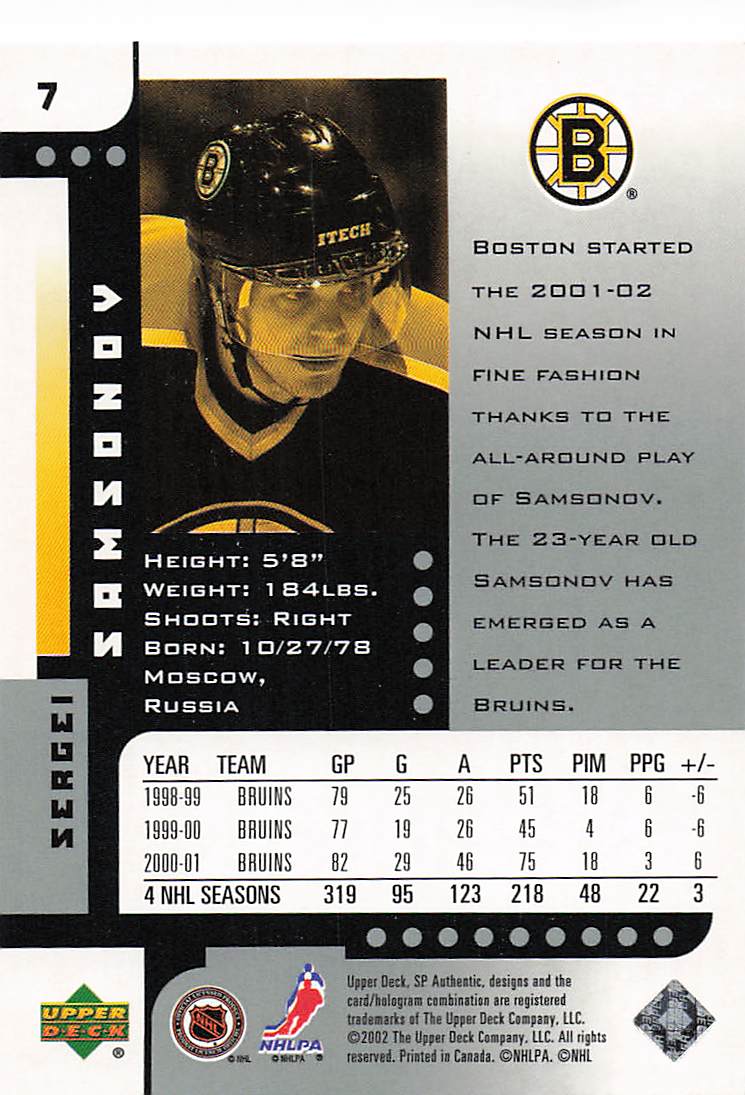 7
SERGEI
SAMSONOV
B
ITECH
B
®
BOSTON STARTED
THE 2001-02
NHL SEASON IN
FINE FASHION
THANKS TO THE
ALL-AROUND PLAY
OF SAMSONOV.
THE 23-YEAR OLD
SAMSONOV HAS
EMERGED AS A
LEADER FOR THE
BRUINS.
HEIGHT: 5'8"
WEIGHT: 184LBS.
SHOOTS: RIGHT
BORN: 10/27/78
MOSCOW,
RUSSIA
YEAR TEAM GP G A PTS PIM PPG +/-
1998-99 BRUINS 79 25 26 51 18 6 -6
1999-00 BRUINS 77 19 26 45 4 6 -6
2000-01 BRUINS 82 29 46 75 18 3 6
4 NHL SEASONS 319 95 123 218 48 22 3
UPPER
DECK
®
NHL
© NHL
NHLPA
© NHLPA ®
Upper Deck, SP Authentic, designs and the
card/hologram combination are registered
trademarks of The Upper Deck Company, LLC.
©2002 The Upper Deck Company, LLC. All rights
reserved. Printed in Canada. ©NHLPA. ©NHL